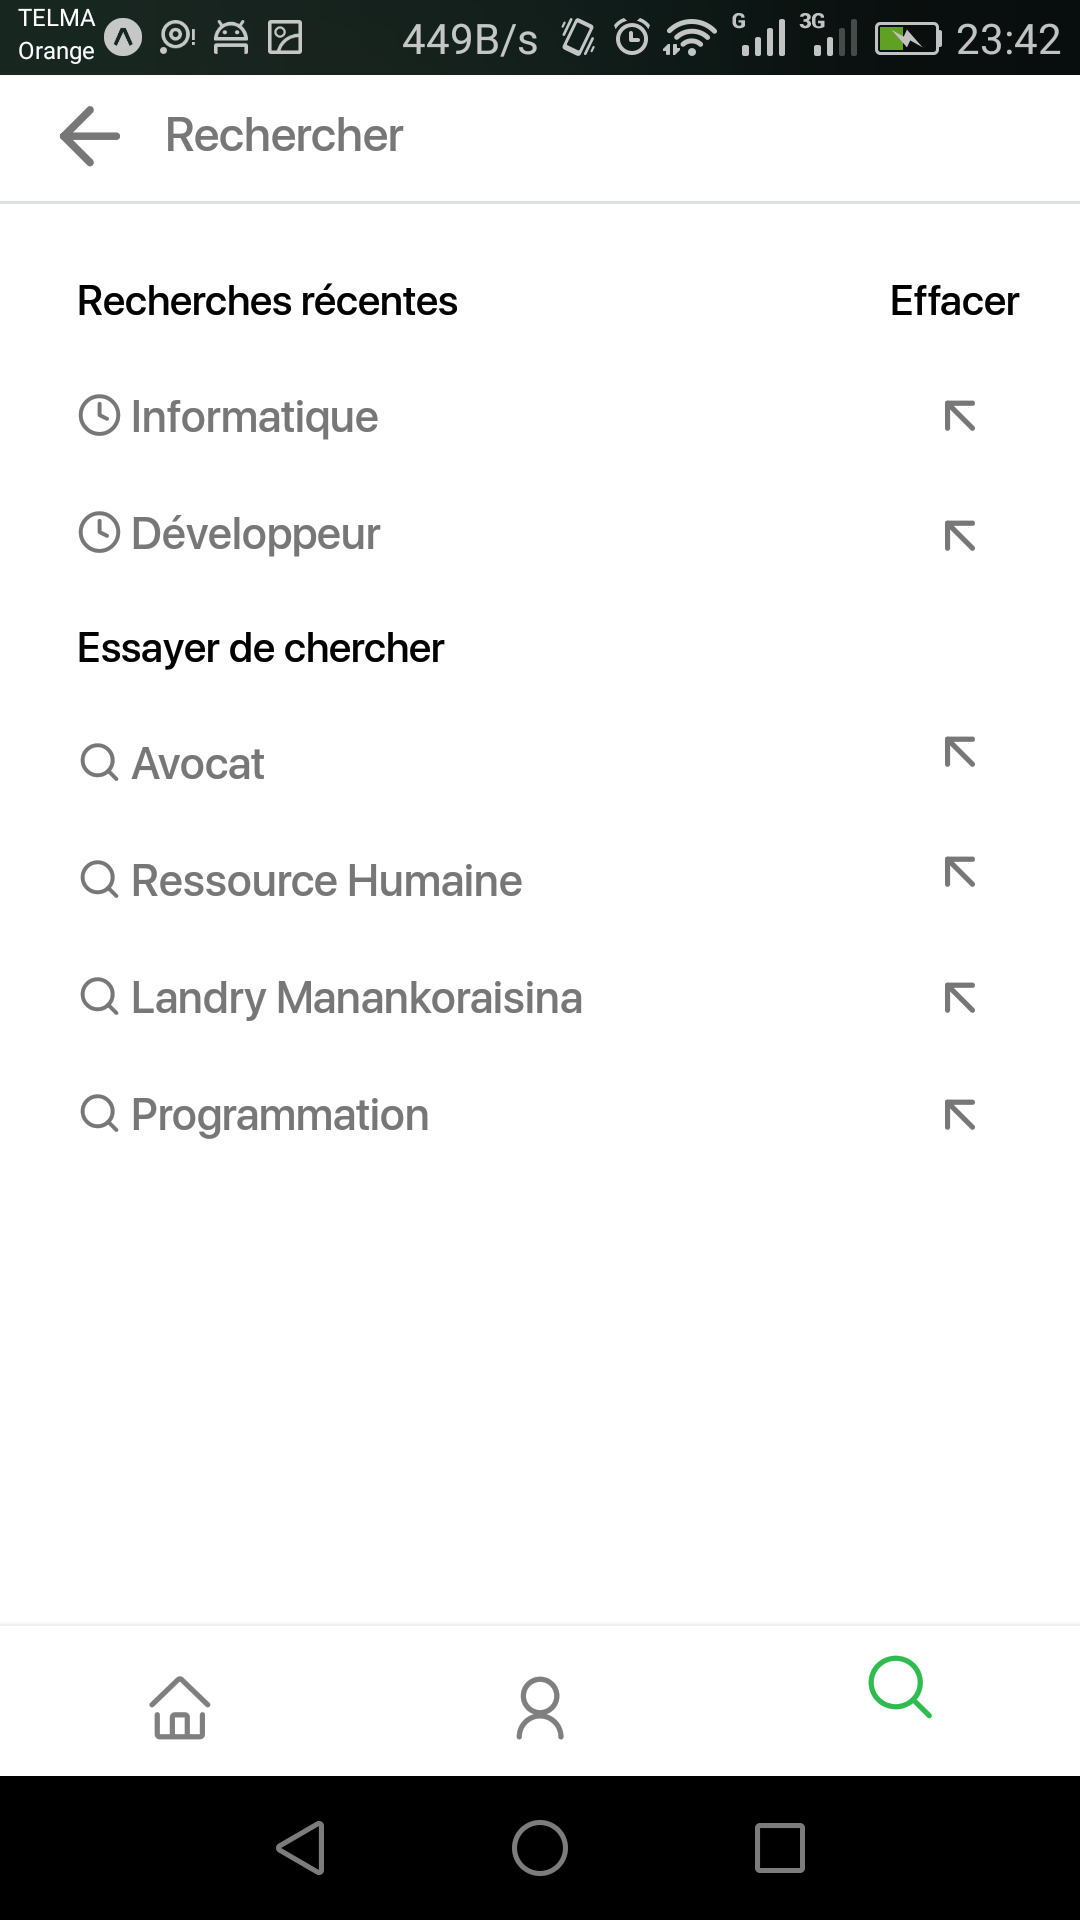 TELMA
Orange
449B/s
G
3G
23:42
Rechercher
Recherches récentes
Effacer
Informatique
Développeur
Essayer de chercher
Avocat
Ressource Humaine
Landry Manankoraisina
Programmation